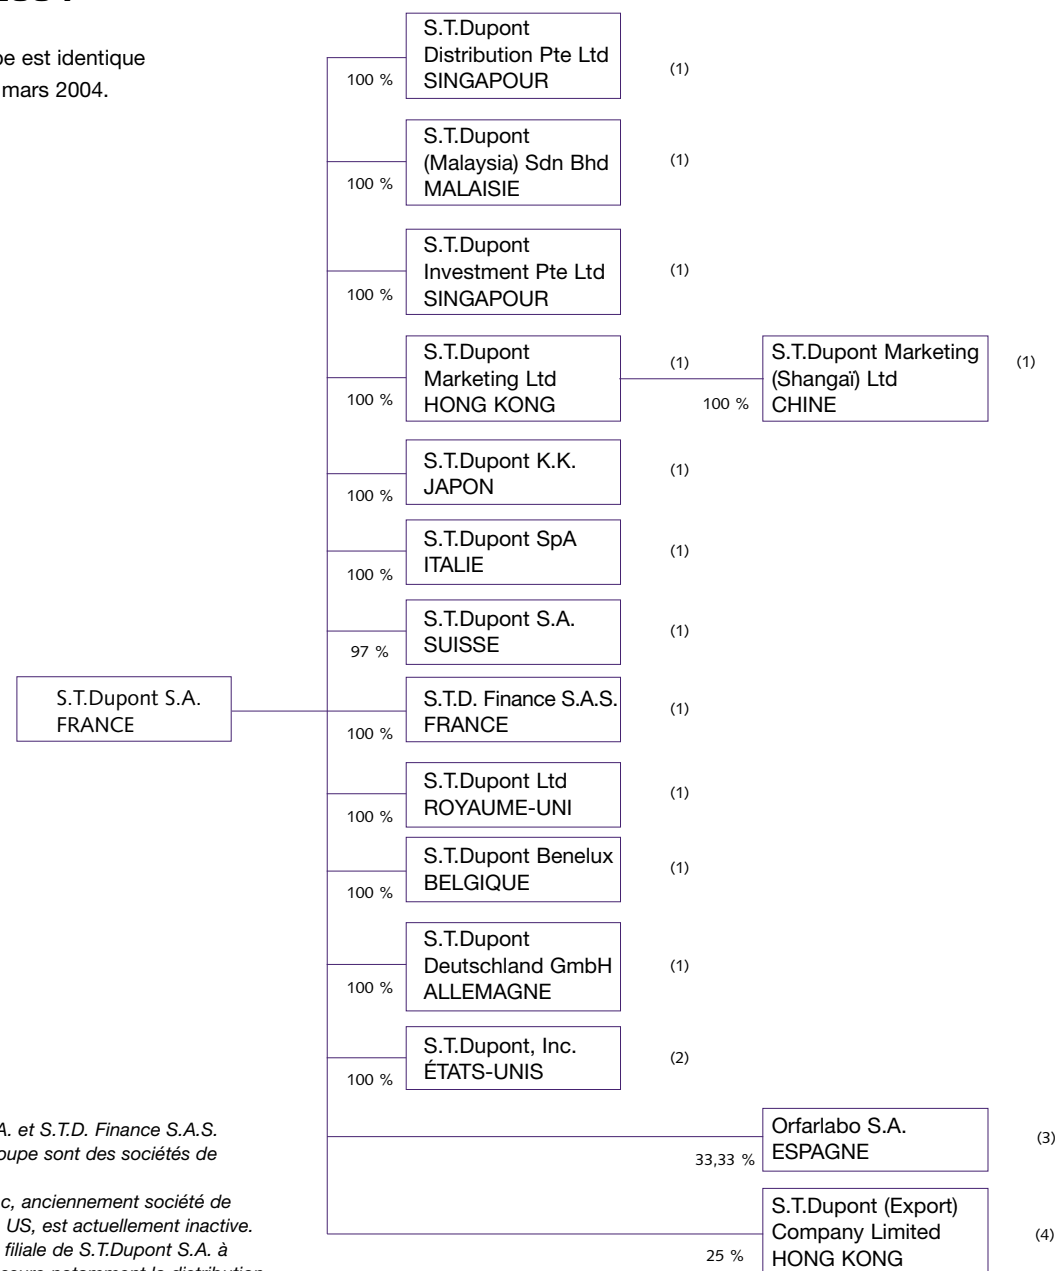 be est identique
mars 2004.
S.T.Dupont
Distribution Pte Ltd
SINGAPOUR
100 %
(1)
S.T.Dupont
(Malaysia) Sdn Bhd
MALAISIE
100 %
(1)
S.T.Dupont
Investment Pte Ltd
SINGAPOUR
100 %
(1)
S.T.Dupont
Marketing Ltd
HONG KONG
100 %
(1)
S.T.Dupont Marketing
(Shangaï) Ltd
CHINE
100 %
(1)
S.T.Dupont K.K.
JAPON
100 %
(1)
S.T.Dupont SpA
ITALIE
100 %
(1)
S.T.Dupont S.A.
SUISSE
97 %
(1)
S.T.Dupont S.A.
FRANCE
S.T.D. Finance S.A.S.
FRANCE
100 %
(1)
S.T.Dupont Ltd
ROYAUME-UNI
100 %
(1)
S.T.Dupont Benelux
BELGIQUE
100 %
(1)
S.T.Dupont
Deutschland GmbH
ALLEMAGNE
100 %
(1)
S.T.Dupont, Inc.
ÉTATS-UNIS
100 %
(2)
Orfarlabo S.A.
ESPAGNE
33,33 %
(3)
S.T.Dupont (Export)
Company Limited
HONG KONG
25 %
(4)
A. et S.T.D. Finance S.A.S.
oupe sont des sociétés de
c, anciennement société de
US, est actuellement inactive.
filiale de S.T.Dupont S.A. à
notamment la distribution